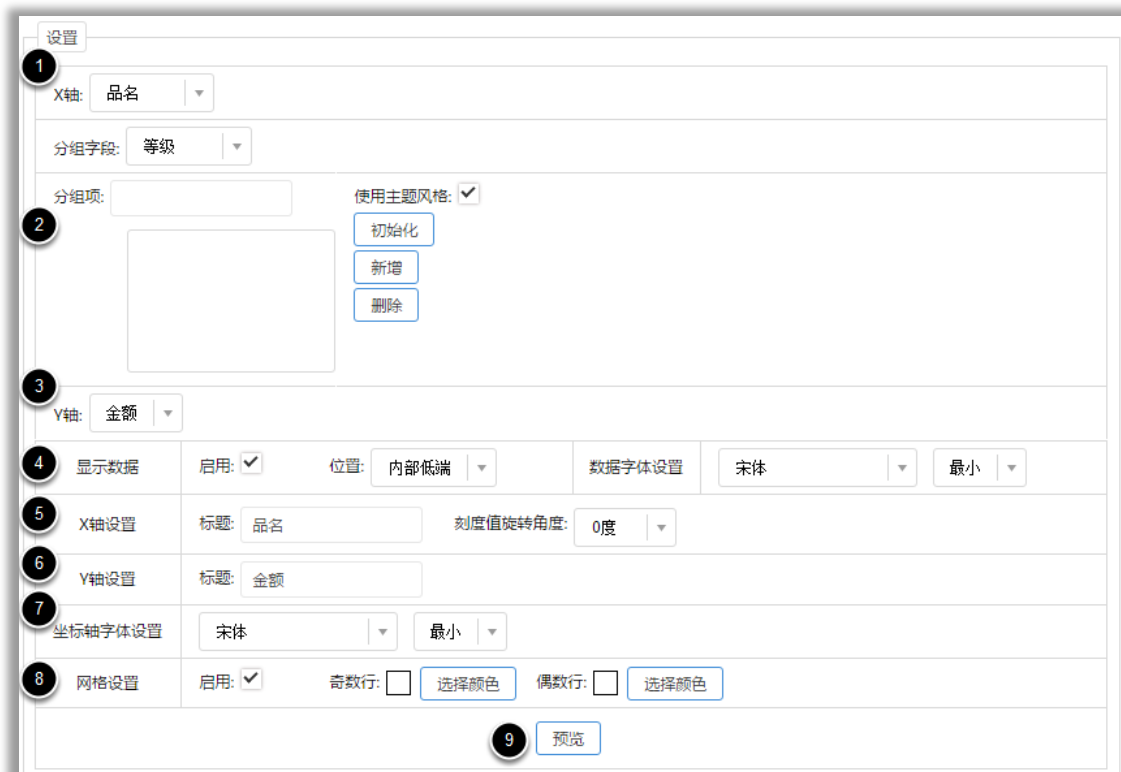 设置
1
X轴: 品名
分组字段: 等级
分组项: 使用主题风格:
2
初始化
新增
删除
3
Y轴: 金额
4 显示数据 启用: 位置: 内部低端 数据字体设置 宋体 最小
5 X轴设置 标题: 品名 刻度值旋转角度: 0度
6 Y轴设置 标题: 金额
7
坐标轴字体设置 宋体 最小
8 网格设置 启用: 奇数行: 选择颜色 偶数行: 选择颜色
9 预览